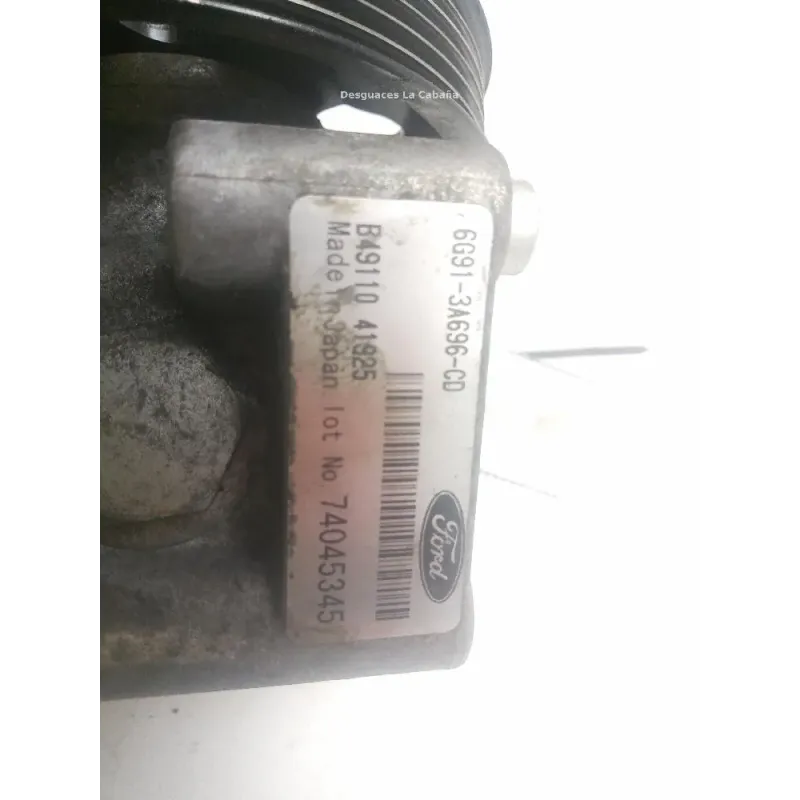 Desguaces La Cabaña
6G91-3A696-CD
Ford
B49110 41925
Made in Japan lot No. 74045345